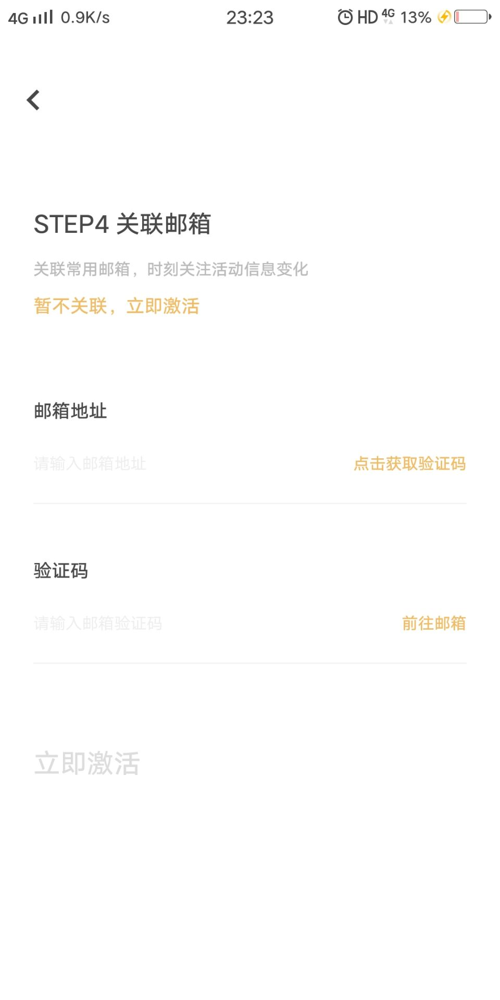 4G 0.9K/s 23:23 HD 4G 13%
STEP4 关联邮箱
关联常用邮箱，时刻关注活动信息变化
暂不关联，立即激活
邮箱地址
请输入邮箱地址 点击获取验证码
验证码
请输入邮箱验证码 前往邮箱
立即激活